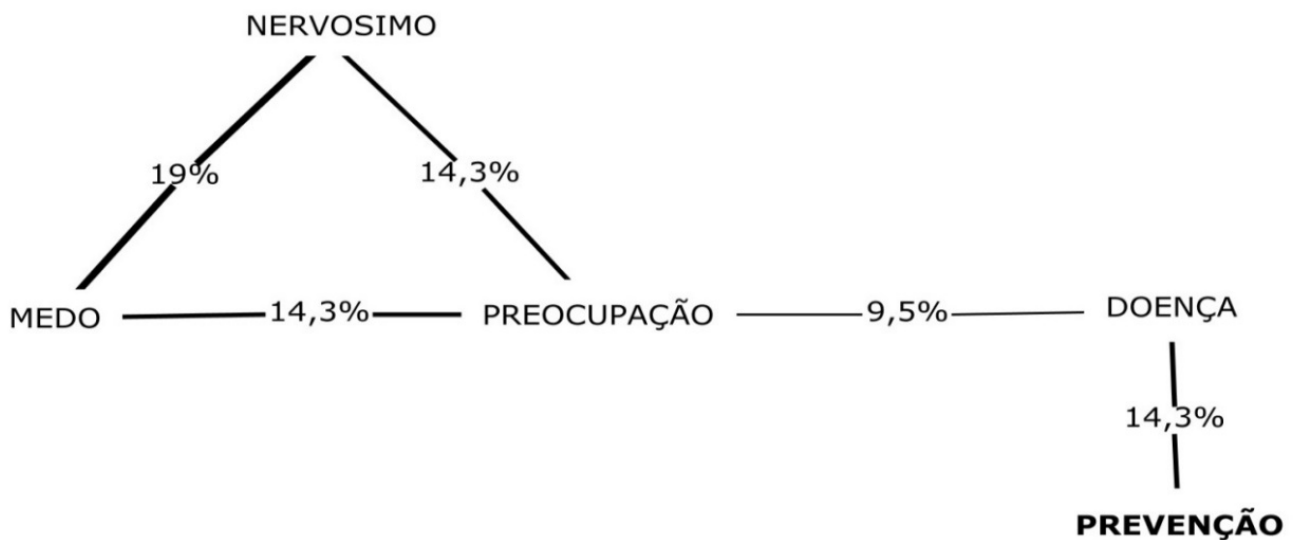 NERVOSIMO
19%
14,3%
MEDO
14,3%
PREOCUPAÇÃO
9,5%
DOENÇA
14,3%
PREVENÇÃO